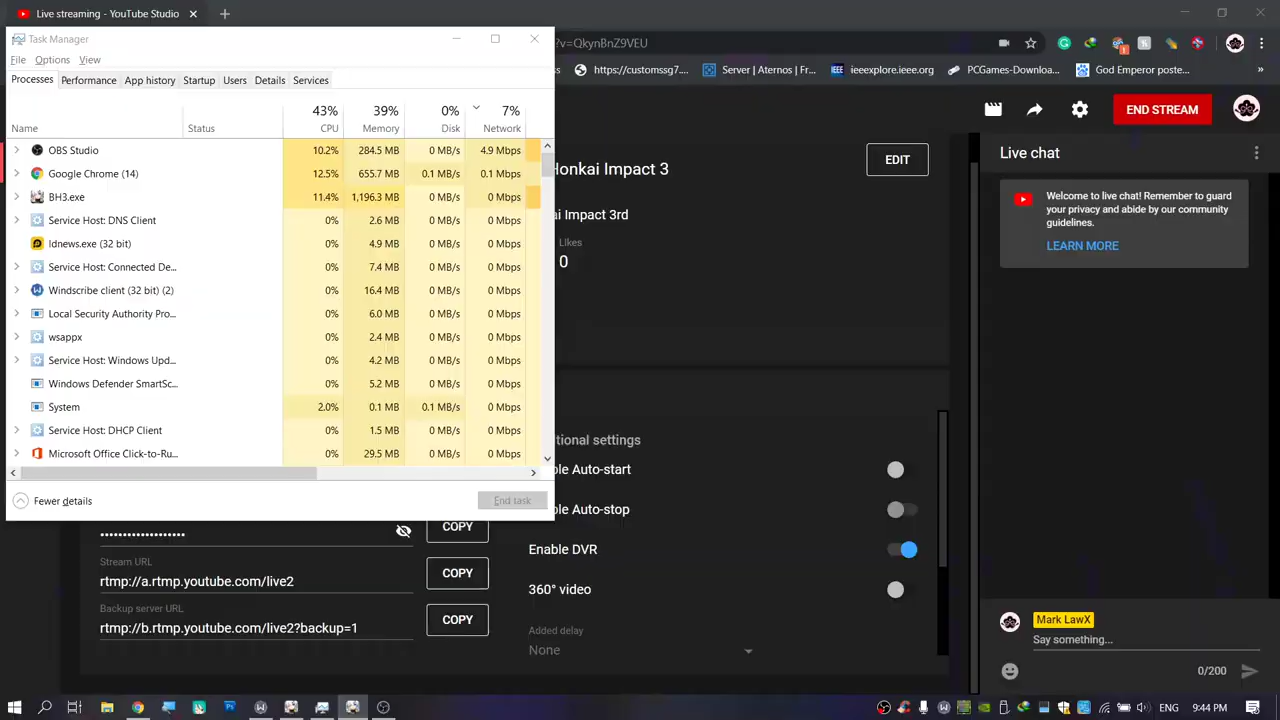 Live streaming - YouTube Studio
Task Manager
File Options View
Processes Performance App history Startup Users Details Services
43% 39% 0% 7%
Name Status CPU Memory Disk Network
OBS Studio 10.2% 284.5 MB 0 MB/s 4.9 Mbps
Google Chrome (14) 12.5% 655.7 MB 0.1 MB/s 0.1 Mbps
BH3.exe 11.4% 1,196.3 MB 0 MB/s 0 Mbps
Service Host: DNS Client 0% 2.6 MB 0 MB/s 0 Mbps
ldnews.exe (32 bit) 0% 4.9 MB 0 MB/s 0 Mbps
Service Host: Connected De... 0% 7.4 MB 0 MB/s 0 Mbps
Windscribe client (32 bit) (2) 0% 16.4 MB 0 MB/s 0 Mbps
Local Security Authority Pro... 0% 6.0 MB 0 MB/s 0 Mbps
wsappx 0% 2.4 MB 0 MB/s 0 Mbps
Service Host: Windows Upd... 0% 4.2 MB 0 MB/s 0 Mbps
Windows Defender SmartSc... 0% 5.2 MB 0 MB/s 0 Mbps
System 2.0% 0.1 MB 0.1 MB/s 0 Mbps
Service Host: DHCP Client 0% 1.5 MB 0 MB/s 0 Mbps
Microsoft Office Click-to-Ru... 0% 29.5 MB 0 MB/s 0 Mbps
Fewer details End task
?v=QkynBnZ9VEU
https://customssg7.... Server | Aternos | Fr... ieeexplore.ieee.org PCGames-Downloa... God Emperor poste... »
END STREAM
onkai Impact 3
EDIT
ai Impact 3rd
Likes
0
Live chat
Welcome to live chat! Remember to guard
your privacy and abide by our community
guidelines.
LEARN MORE
tional settings
le Auto-start
le Auto-stop
Enable DVR
360° video
Added delay
None
COPY
Stream URL
rtmp://a.rtmp.youtube.com/live2
COPY
Backup server URL
rtmp://b.rtmp.youtube.com/live2?backup=1
COPY
Mark LawX
Say something...
0/200
ENG 9:44 PM